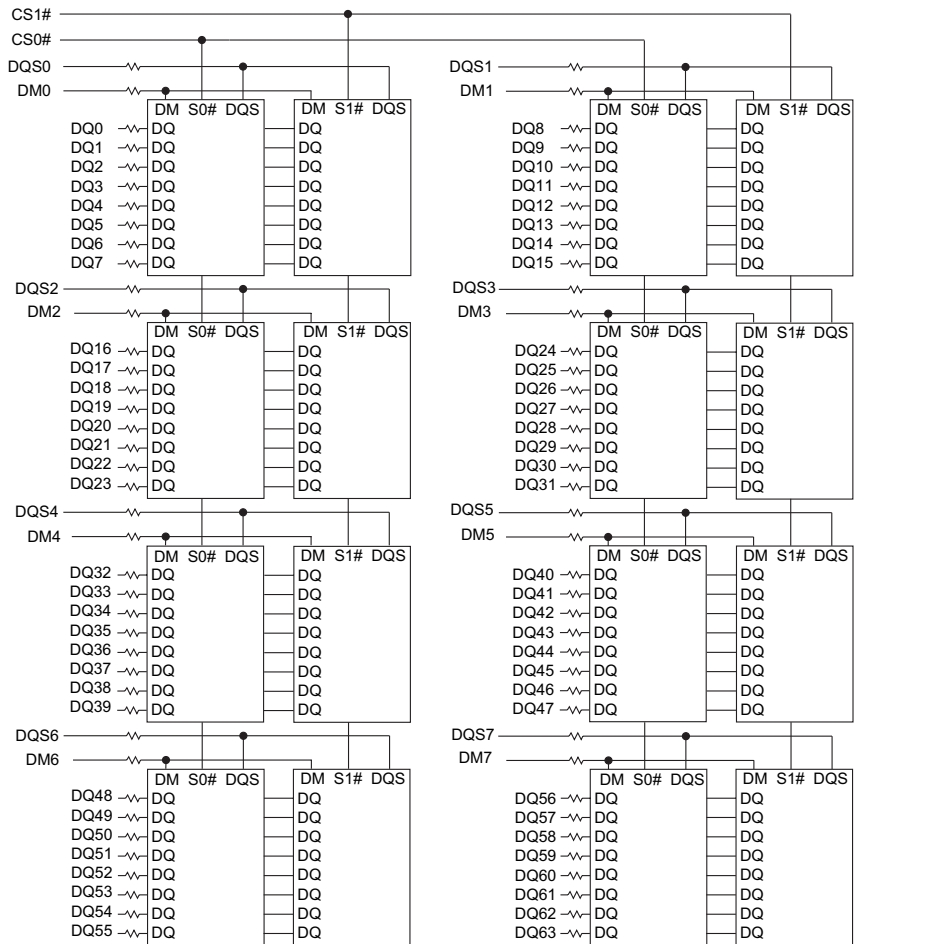 CS1#
CS0#
DQS0 DQS1
DM0 DM1
DM S0# DQS DM S1# DQS DM S0# DQS DM S1# DQS
DQ0 DQ DQ DQ8 DQ DQ
DQ1 DQ DQ DQ9 DQ DQ
DQ2 DQ DQ DQ10 DQ DQ
DQ3 DQ DQ DQ11 DQ DQ
DQ4 DQ DQ DQ12 DQ DQ
DQ5 DQ DQ DQ13 DQ DQ
DQ6 DQ DQ DQ14 DQ DQ
DQ7 DQ DQ DQ15 DQ DQ
DQS2 DQS3
DM2 DM3
DM S0# DQS DM S1# DQS DM S0# DQS DM S1# DQS
DQ16 DQ DQ DQ24 DQ DQ
DQ17 DQ DQ DQ25 DQ DQ
DQ18 DQ DQ DQ26 DQ DQ
DQ19 DQ DQ DQ27 DQ DQ
DQ20 DQ DQ DQ28 DQ DQ
DQ21 DQ DQ DQ29 DQ DQ
DQ22 DQ DQ DQ30 DQ DQ
DQ23 DQ DQ DQ31 DQ DQ
DQS4 DQS5
DM4 DM5
DM S0# DQS DM S1# DQS DM S0# DQS DM S1# DQS
DQ32 DQ DQ DQ40 DQ DQ
DQ33 DQ DQ DQ41 DQ DQ
DQ34 DQ DQ DQ42 DQ DQ
DQ35 DQ DQ DQ43 DQ DQ
DQ36 DQ DQ DQ44 DQ DQ
DQ37 DQ DQ DQ45 DQ DQ
DQ38 DQ DQ DQ46 DQ DQ
DQ39 DQ DQ DQ47 DQ DQ
DQS6 DQS7
DM6 DM7
DM S0# DQS DM S1# DQS DM S0# DQS DM S1# DQS
DQ48 DQ DQ DQ56 DQ DQ
DQ49 DQ DQ DQ57 DQ DQ
DQ50 DQ DQ DQ58 DQ DQ
DQ51 DQ DQ DQ59 DQ DQ
DQ52 DQ DQ DQ60 DQ DQ
DQ53 DQ DQ DQ61 DQ DQ
DQ54 DQ DQ DQ62 DQ DQ
DQ55 DQ DQ DQ63 DQ DQ